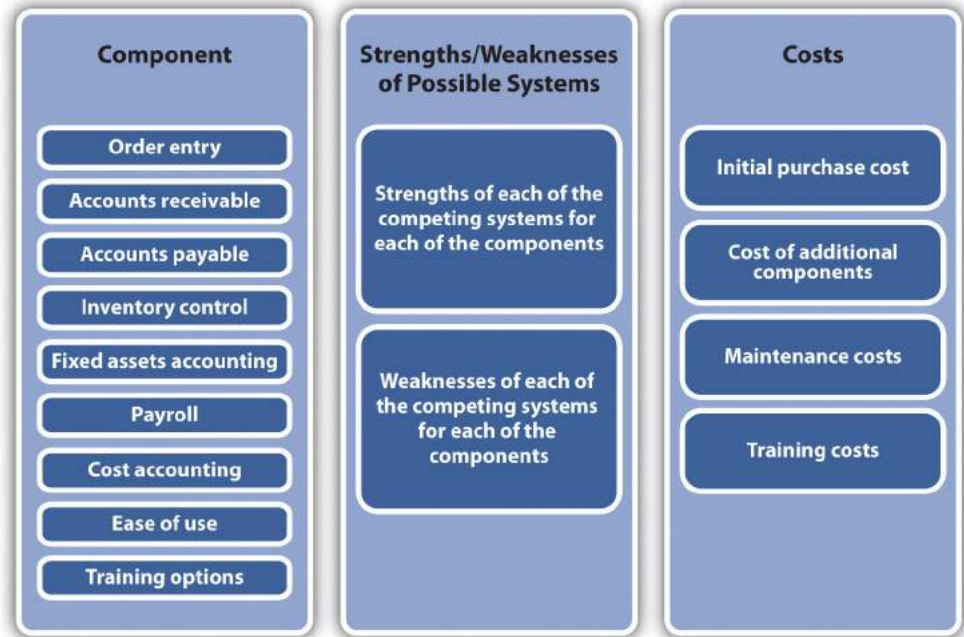 Component
Order entry
Accounts receivable
Accounts payable
Inventory control
Fixed assets accounting
Payroll
Cost accounting
Ease of use
Training options
Strengths/Weaknesses
of Possible Systems
Strengths of each of the
competing systems for
each of the components
Weaknesses of each of
the competing systems
for each of the
components
Costs
Initial purchase cost
Cost of additional
components
Maintenance costs
Training costs